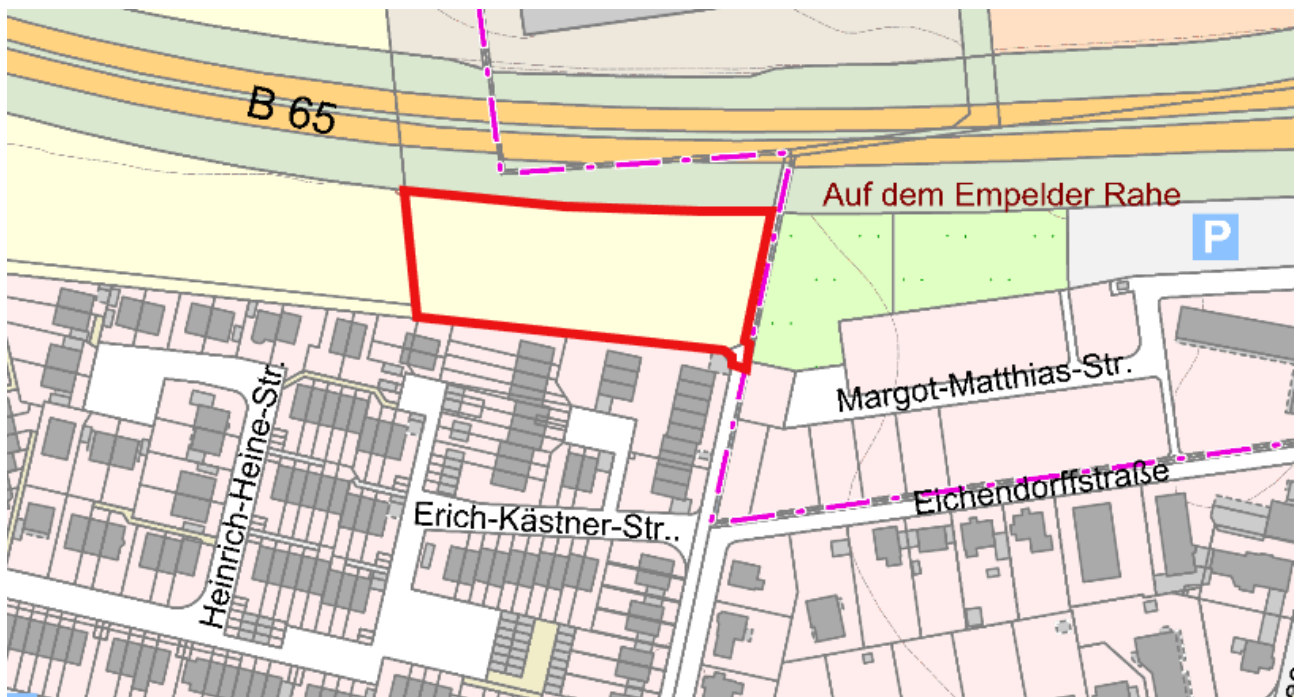 B 65
Auf dem Empelder Rahe
P
Margot-Matthias-Str.
Heinrich-Heine-Str.
Eichendorffstraße
Erich-Kästner-Str..